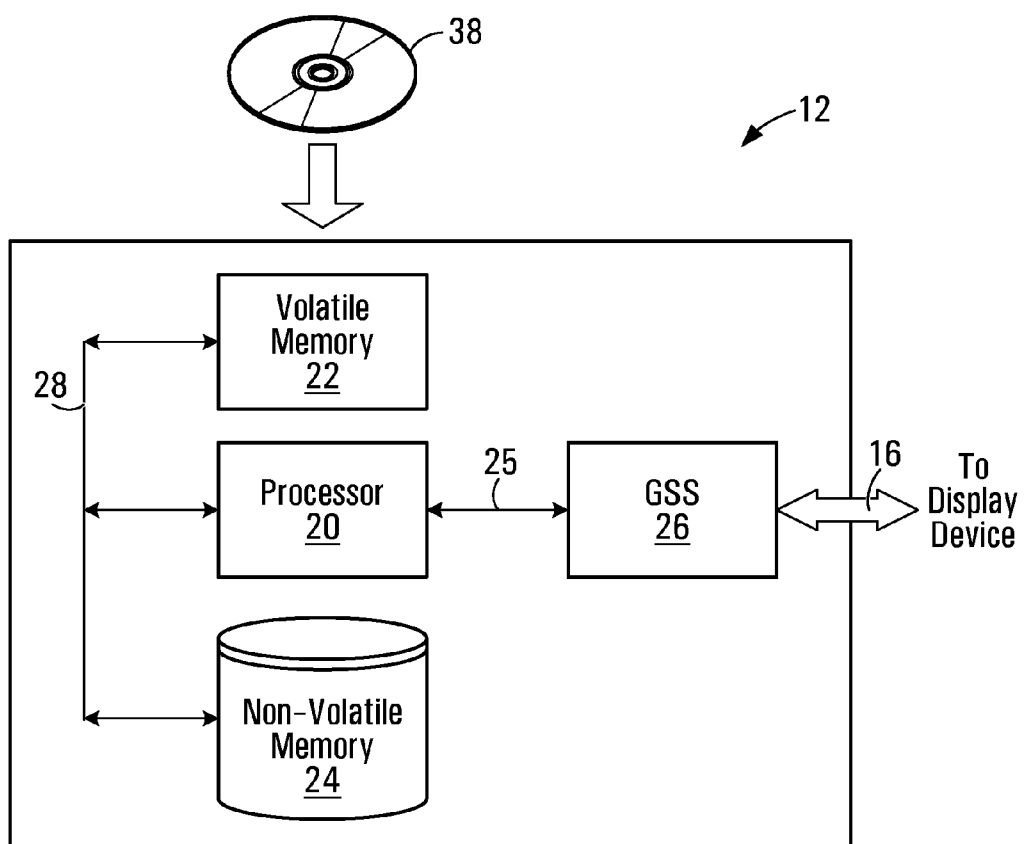 38
12
Volatile
Memory
22
28
Processor
20
25
GSS
26
16
To
Display
Device
Non-Volatile
Memory
24